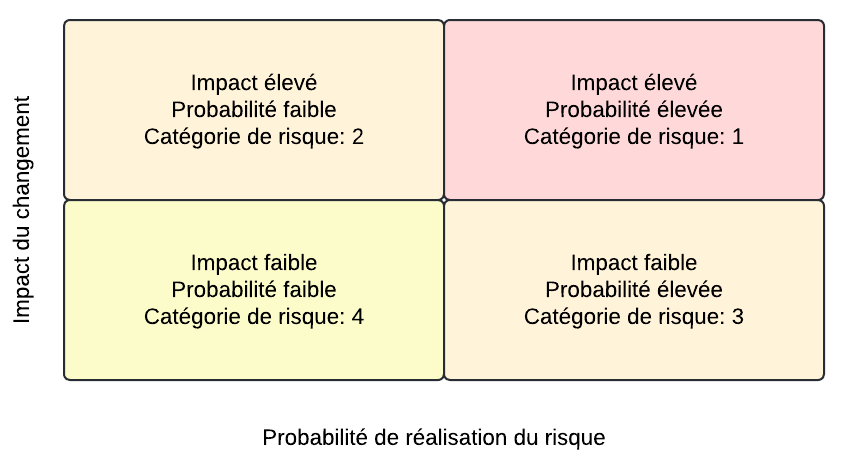 Impact du changement
Impact élevé
Probabilité faible
Catégorie de risque: 2
Impact élevé
Probabilité élevée
Catégorie de risque: 1
Impact faible
Probabilité faible
Catégorie de risque: 4
Impact faible
Probabilité élevée
Catégorie de risque: 3
Probabilité de réalisation du risque